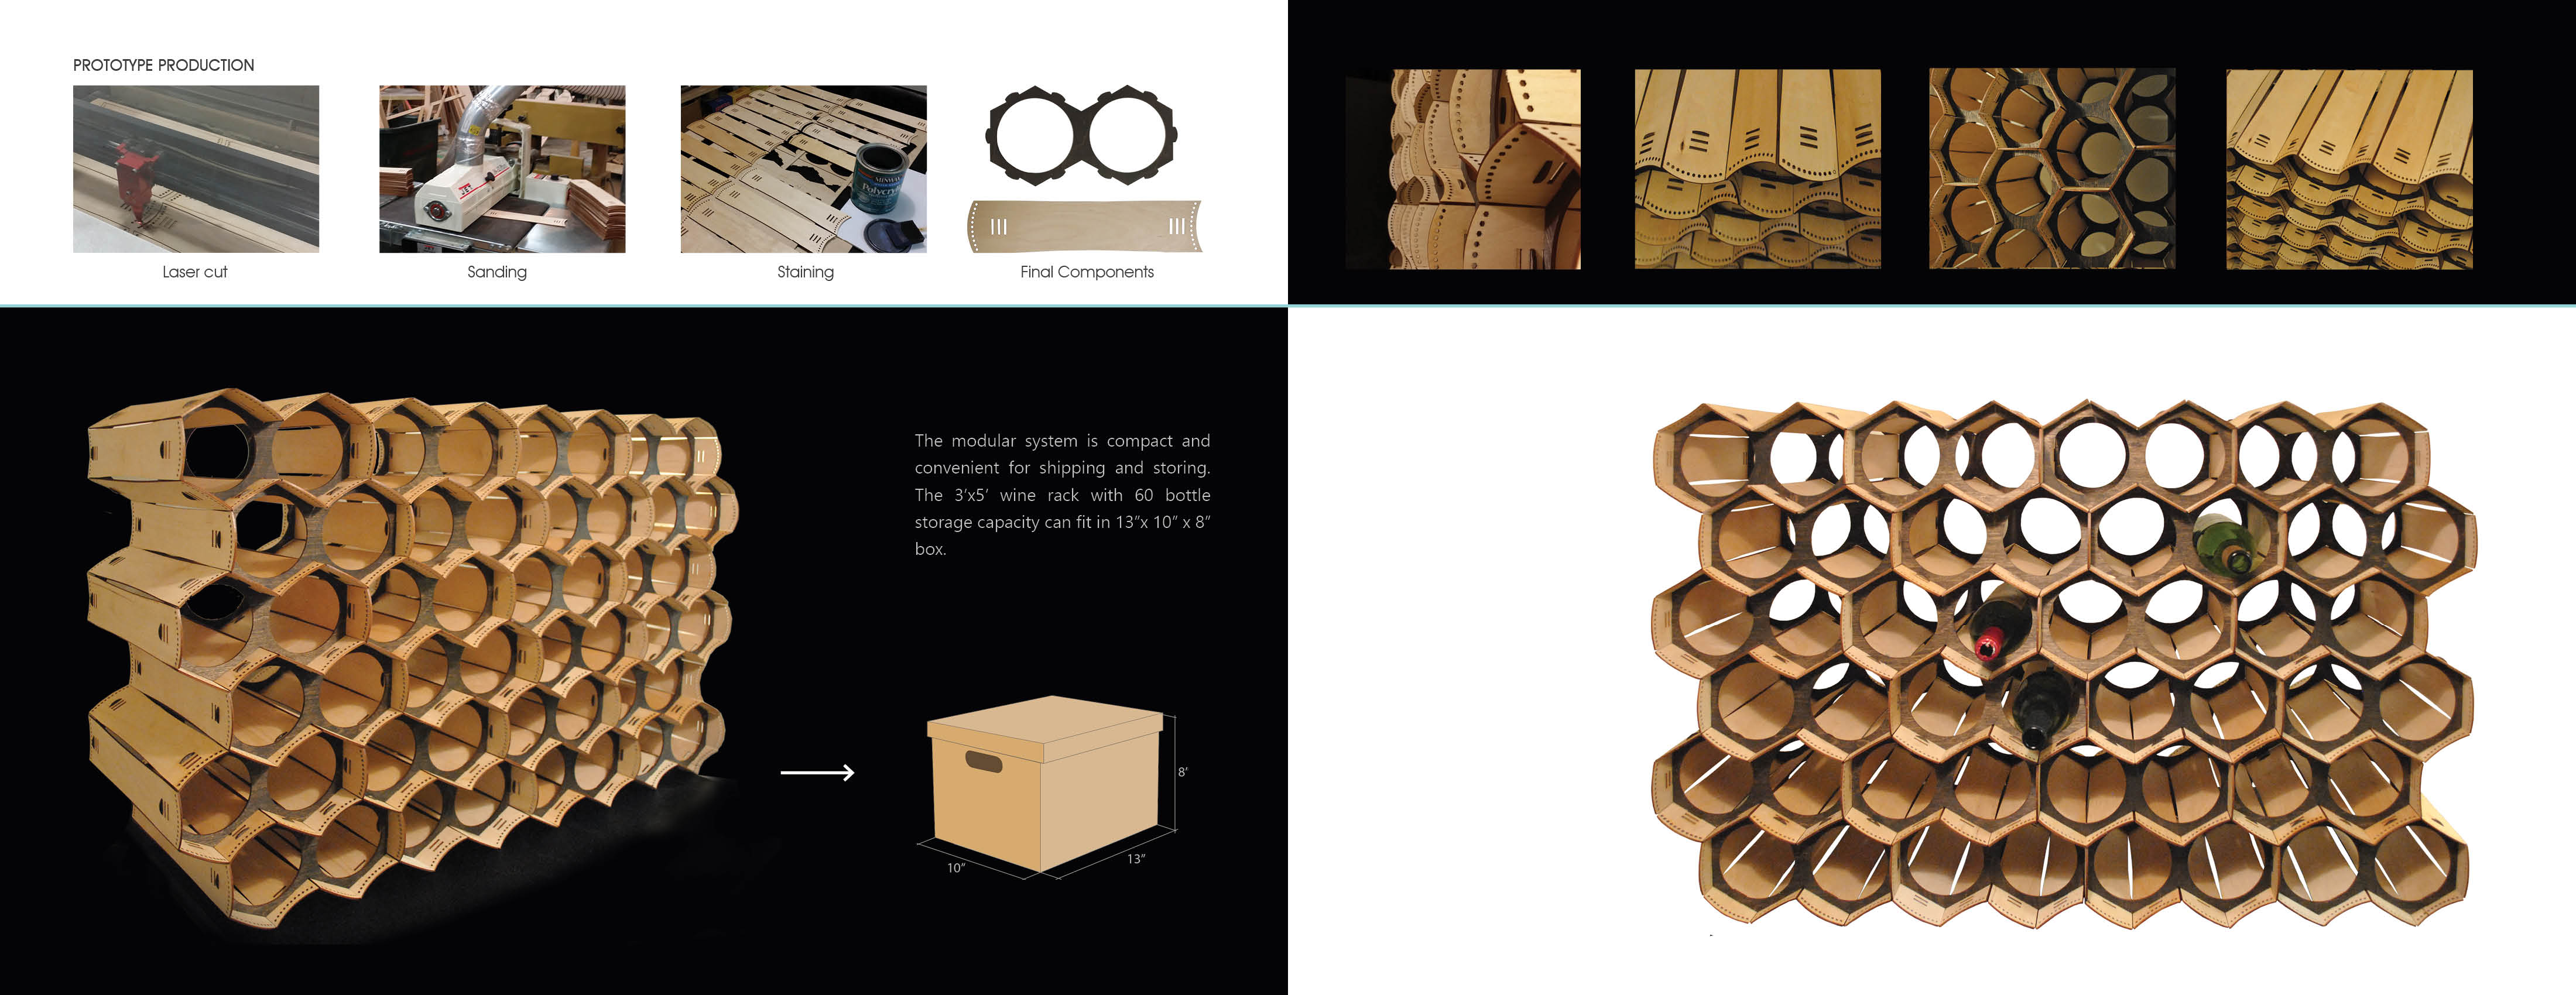 PROTOTYPE PRODUCTION
Laser cut
Sanding
Staining
Final Components
MINWAX
Polycrylic
The modular system is compact and
convenient for shipping and storing.
The 3'x5' wine rack with 60 bottle
storage capacity can fit in 13"x 10" x 8"
box.
8'
10"
13"